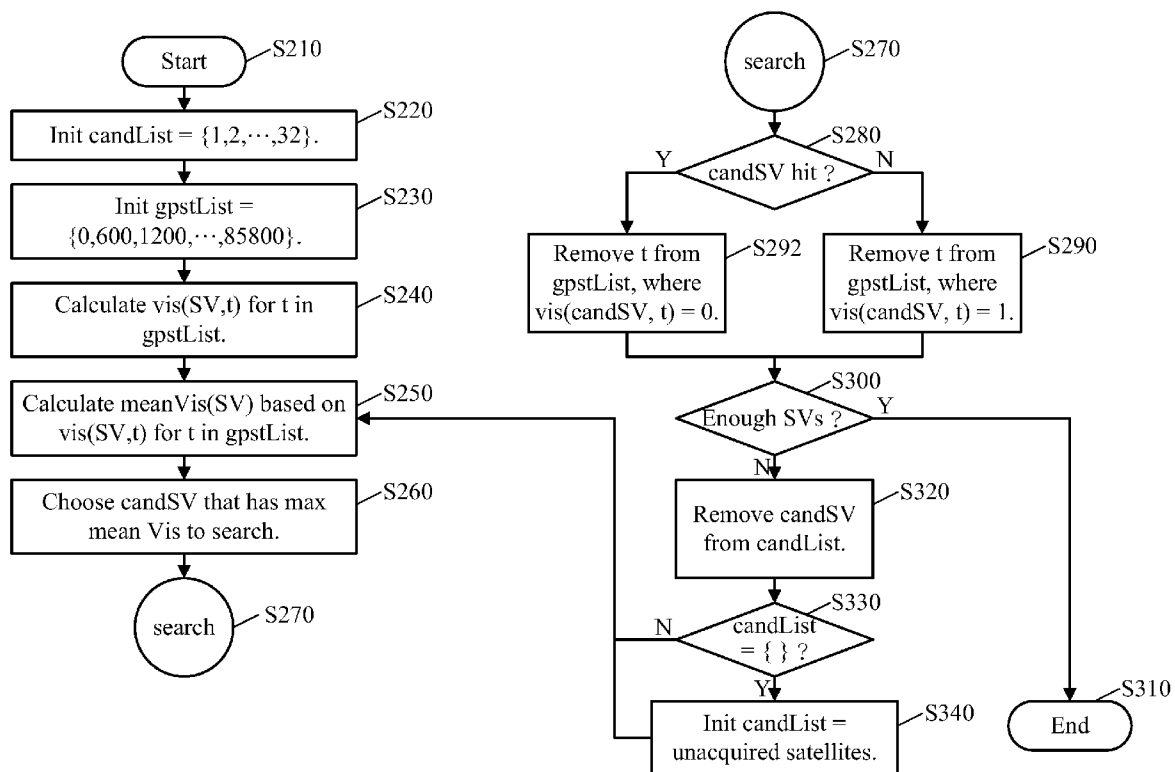 Start
S210
Init candList = {1,2,⋯,32}.
S220
Init gpstList =
{0,600,1200,⋯,85800}.
S230
Calculate vis(SV,t) for t in
gpstList.
S240
Calculate meanVis(SV) based on
vis(SV,t) for t in gpstList.
S250
Choose candSV that has max
mean Vis to search.
S260
search
S270
search
S270
candSV hit ?
S280
Y
N
Remove t from
gpstList, where
vis(candSV, t) = 0.
S292
Remove t from
gpstList, where
vis(candSV, t) = 1.
S290
Enough SVs ?
S300
Y
N
Remove candSV
from candList.
S320
candList
= { } ?
S330
N
Y
Init candList =
unacquired satellites.
S340
End
S310